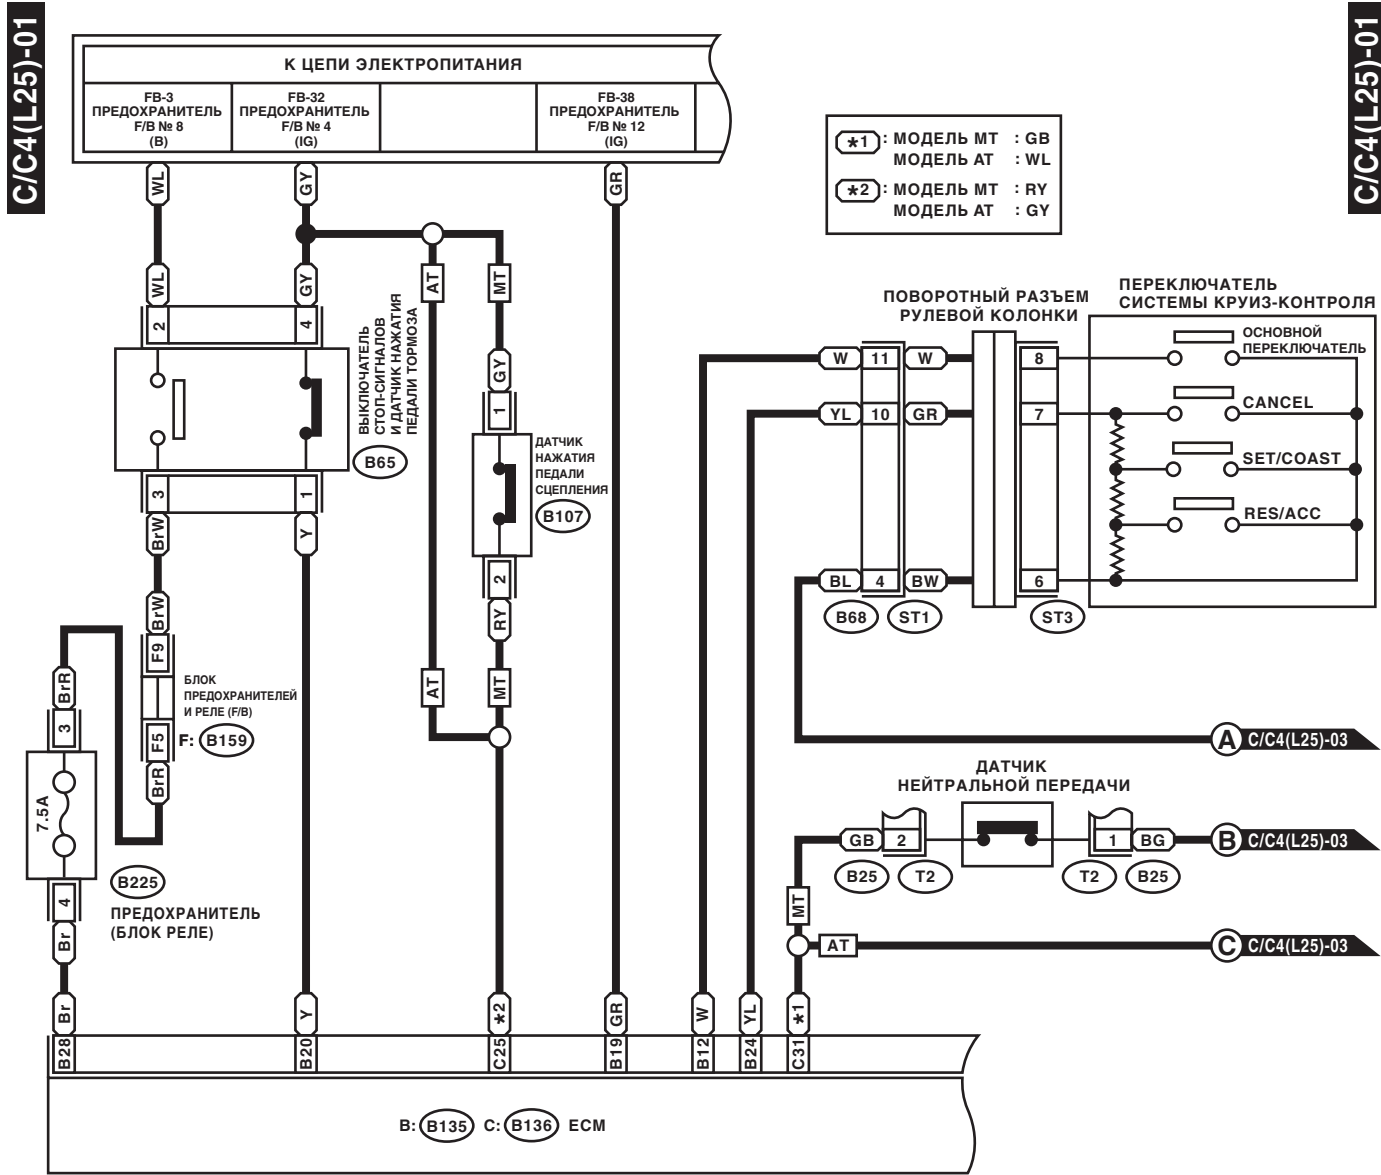 C/C4(L25)-01
C/C4(L25)-01
К ЦЕПИ ЭЛЕКТРОПИТАНИЯ
FB-3
ПРЕДОХРАНИТЕЛЬ
F/B № 8
(B)
FB-32
ПРЕДОХРАНИТЕЛЬ
F/B № 4
(IG)
FB-38
ПРЕДОХРАНИТЕЛЬ
F/B № 12
(IG)
*1 : МОДЕЛЬ МТ : GB
МОДЕЛЬ АТ : WL
*2 : МОДЕЛЬ МТ : RY
МОДЕЛЬ АТ : GY
WL
GY
GR
WL
GY
AT
MT
2
4
ВЫКЛЮЧАТЕЛЬ
СТОП-СИГНАЛОВ
И ДАТЧИК НАЖАТИЯ
ПЕДАЛИ ТОРМОЗА
B65
3
1
BrW
Y
GY
1
ДАТЧИК
НАЖАТИЯ
ПЕДАЛИ
СЦЕПЛЕНИЯ
B107
2
RY
AT
MT
ПОВОРОТНЫЙ РАЗЪЕМ
РУЛЕВОЙ КОЛОНКИ
ПЕРЕКЛЮЧАТЕЛЬ
СИСТЕМЫ КРУИЗ-КОНТРОЛЯ
W 11 W 8
ОСНОВНОЙ
ПЕРЕКЛЮЧАТЕЛЬ
YL 10 GR 7
CANCEL
SET/COAST
RES/ACC
BL 4 BW 6
B68 ST1 ST3
BrW
F9
БЛОК
ПРЕДОХРАНИТЕЛЕЙ
И РЕЛЕ (F/B)
F5
F: B159
BrR
BrR
3
7.5A
4
Br
B225
ПРЕДОХРАНИТЕЛЬ
(БЛОК РЕЛЕ)
A C/C4(L25)-03
ДАТЧИК
НЕЙТРАЛЬНОЙ ПЕРЕДАЧИ
GB 2 1 BG
B C/C4(L25)-03
B25 T2 T2 B25
MT
AT
C C/C4(L25)-03
Br
Y
*2
GR
W
YL
*1
B28
B20
C25
B19
B12
B24
C31
B: B135 C: B136 ECM